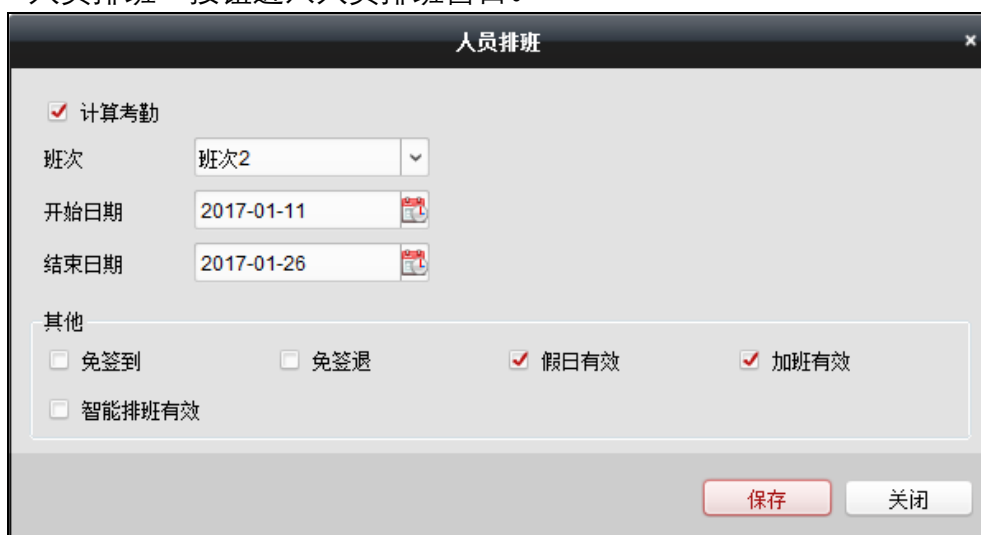 人员排班
计算考勤
班次 班次2
开始日期 2017-01-11
结束日期 2017-01-26
其他
免签到 免签退 假日有效 加班有效
智能排班有效
保存 关闭